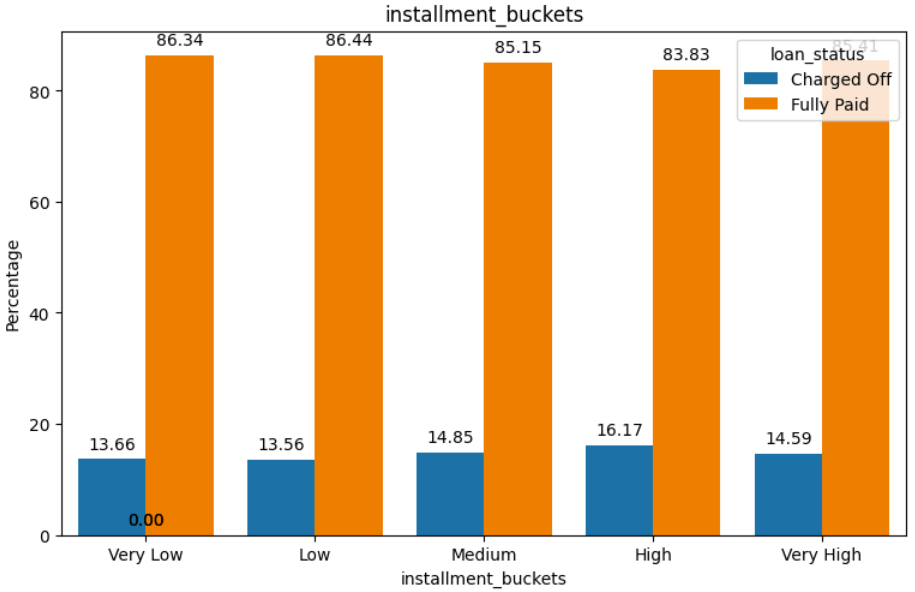 installment_buckets
86.34
86.44
85.15
83.83
85.41
loan_status
Charged Off
Fully Paid
80
60
40
20
0
Percentage
13.66
13.56
14.85
16.17
14.59
0.00
Very Low
Low
Medium
High
Very High
installment_buckets